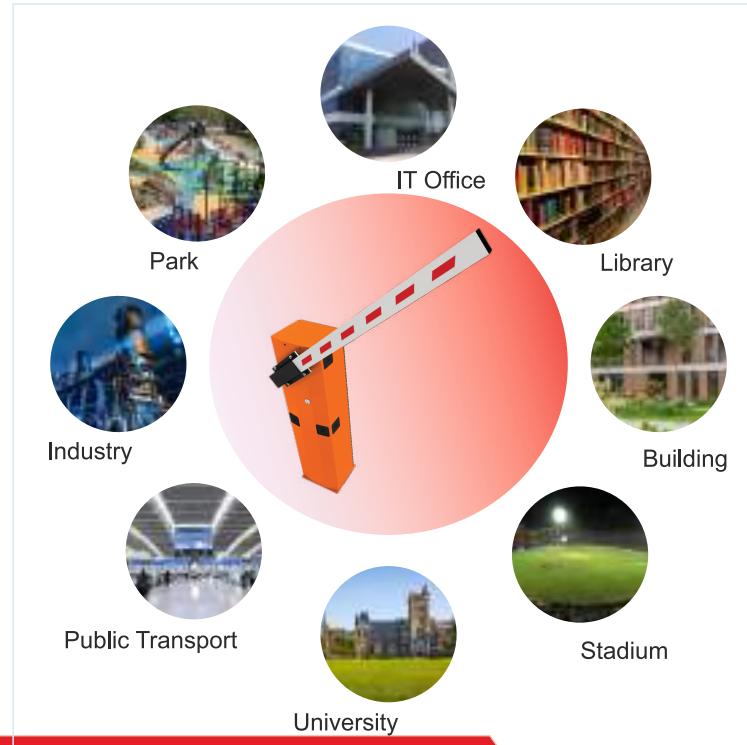 IT Office
Park
Library
Industry
Building
Public Transport
Stadium
University